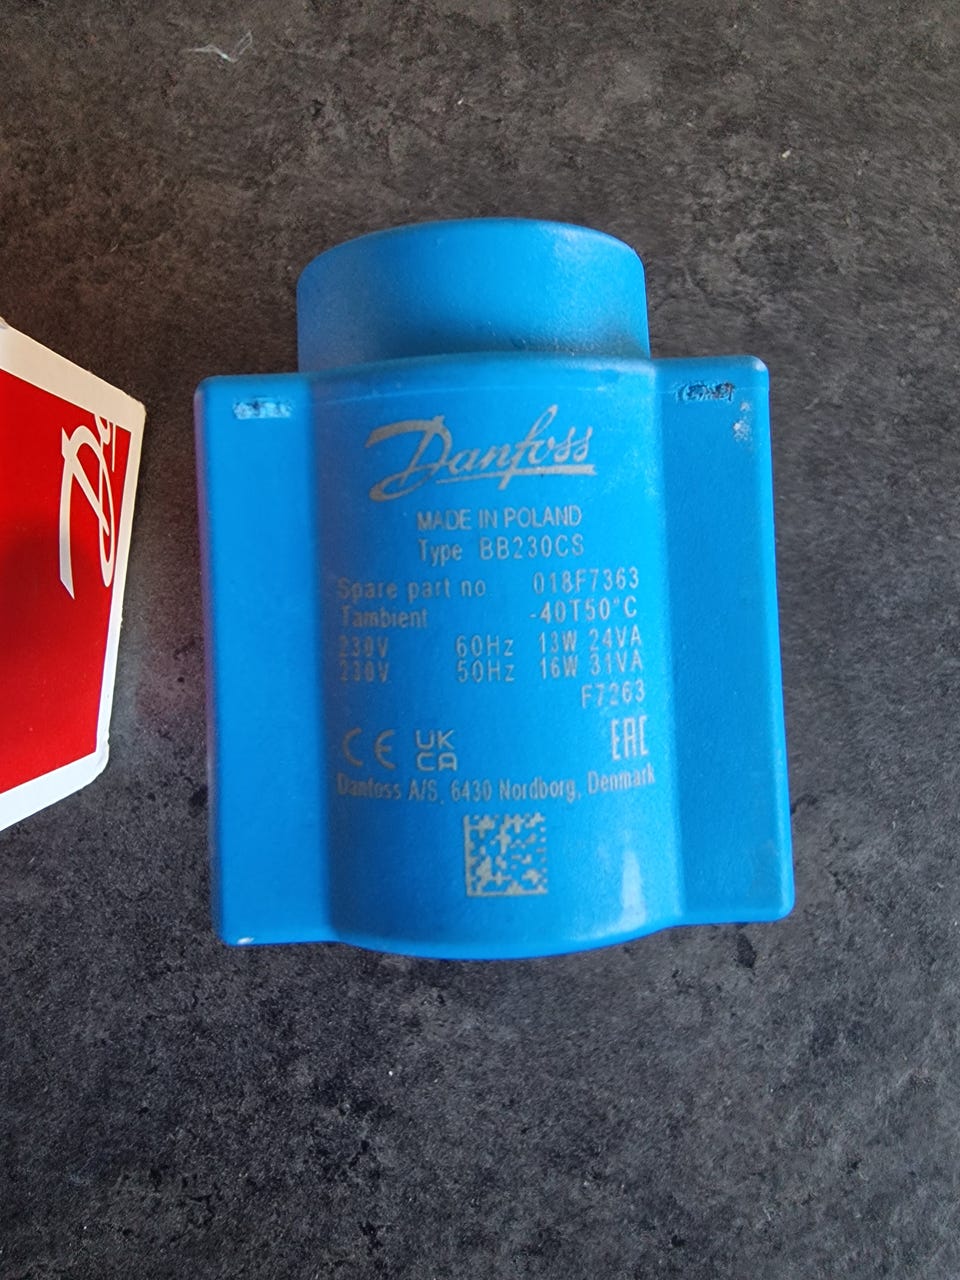 Danfoss
MADE IN POLAND
Type BB230CS
Spare part no 018F7363
Tambient -40T50°C
230V 60Hz 13W 24VA
230V 50Hz 16W 31VA
F7263
CE UK CA EAC
Danfoss A/S, 6430 Nordborg, Denmark